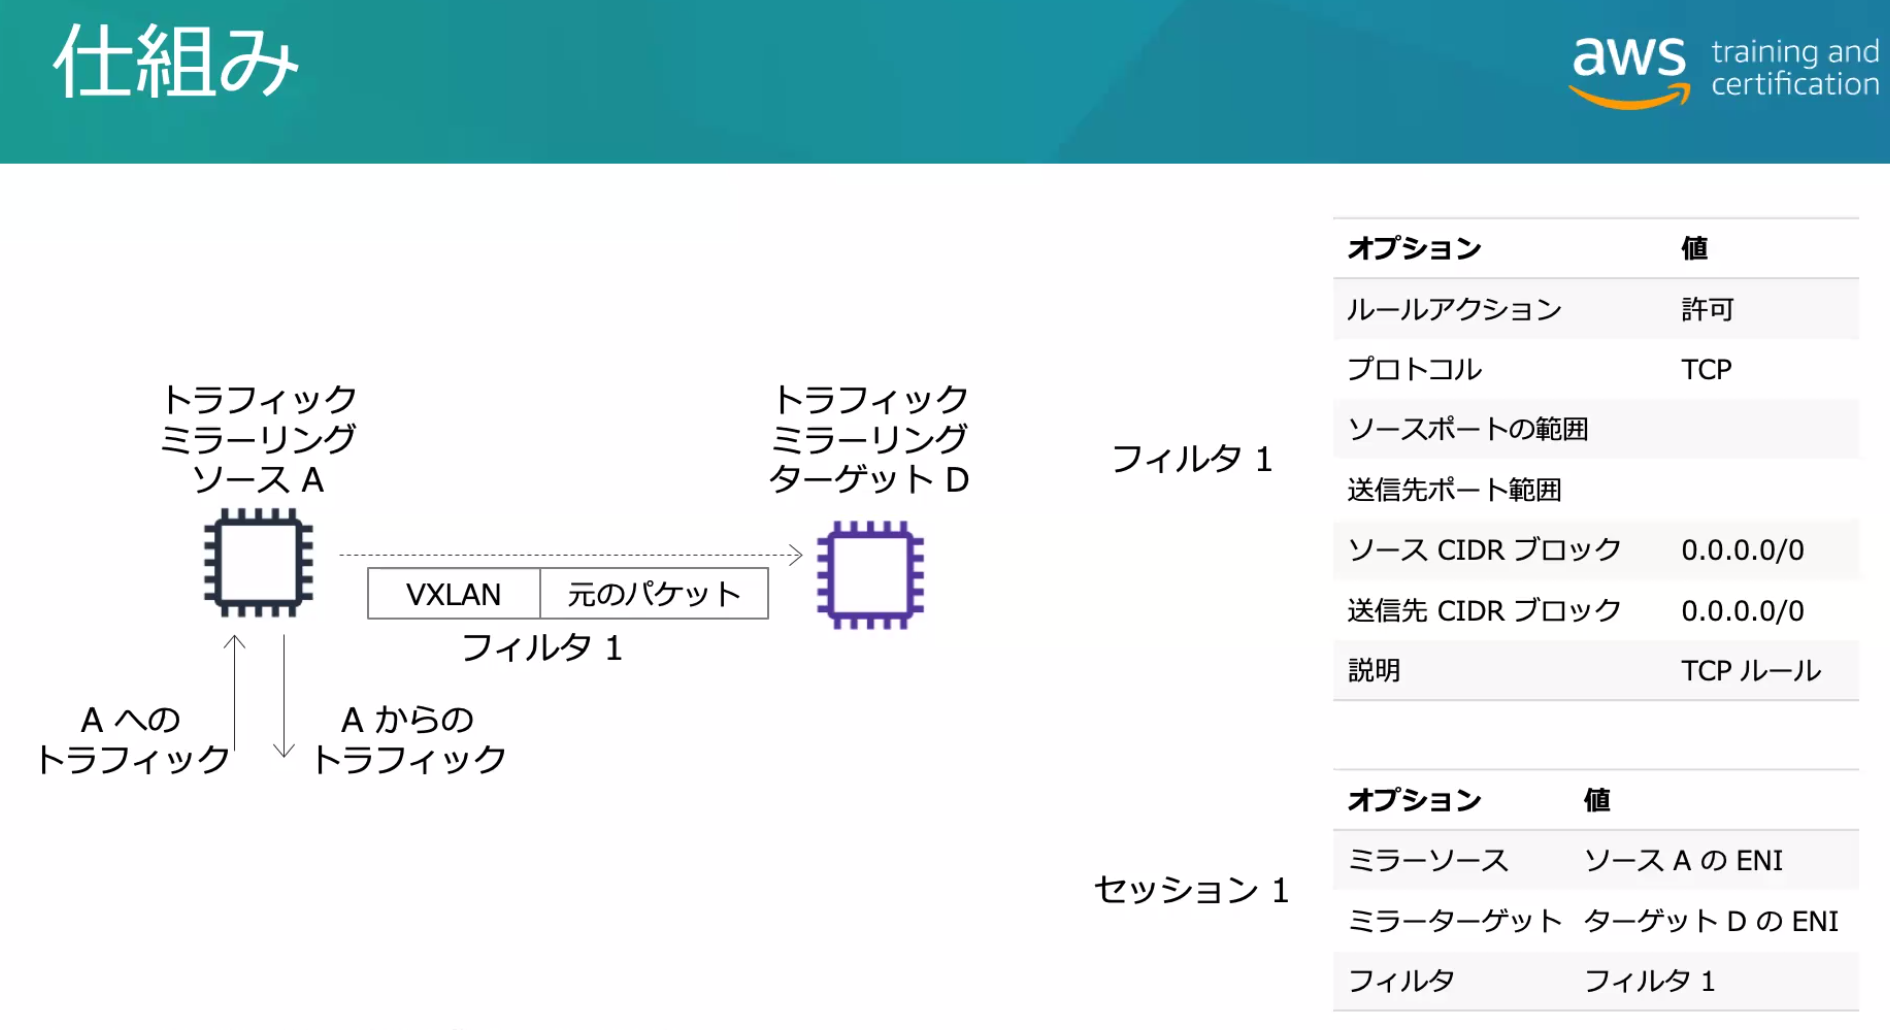 仕組み
aws training and
certification
トラフィック
ミラーリング
ソース A
トラフィック
ミラーリング
ターゲット D
VXLAN 元のパケット
フィルタ 1
A への
トラフィック
A からの
トラフィック
フィルタ 1
オプション 値
ルールアクション 許可
プロトコル TCP
ソースポートの範囲
送信先ポート範囲
ソース CIDR ブロック 0.0.0.0/0
送信先 CIDR ブロック 0.0.0.0/0
説明 TCP ルール
セッション 1
オプション 値
ミラーソース ソース A の ENI
ミラーターゲット ターゲット D の ENI
フィルタ フィルタ 1